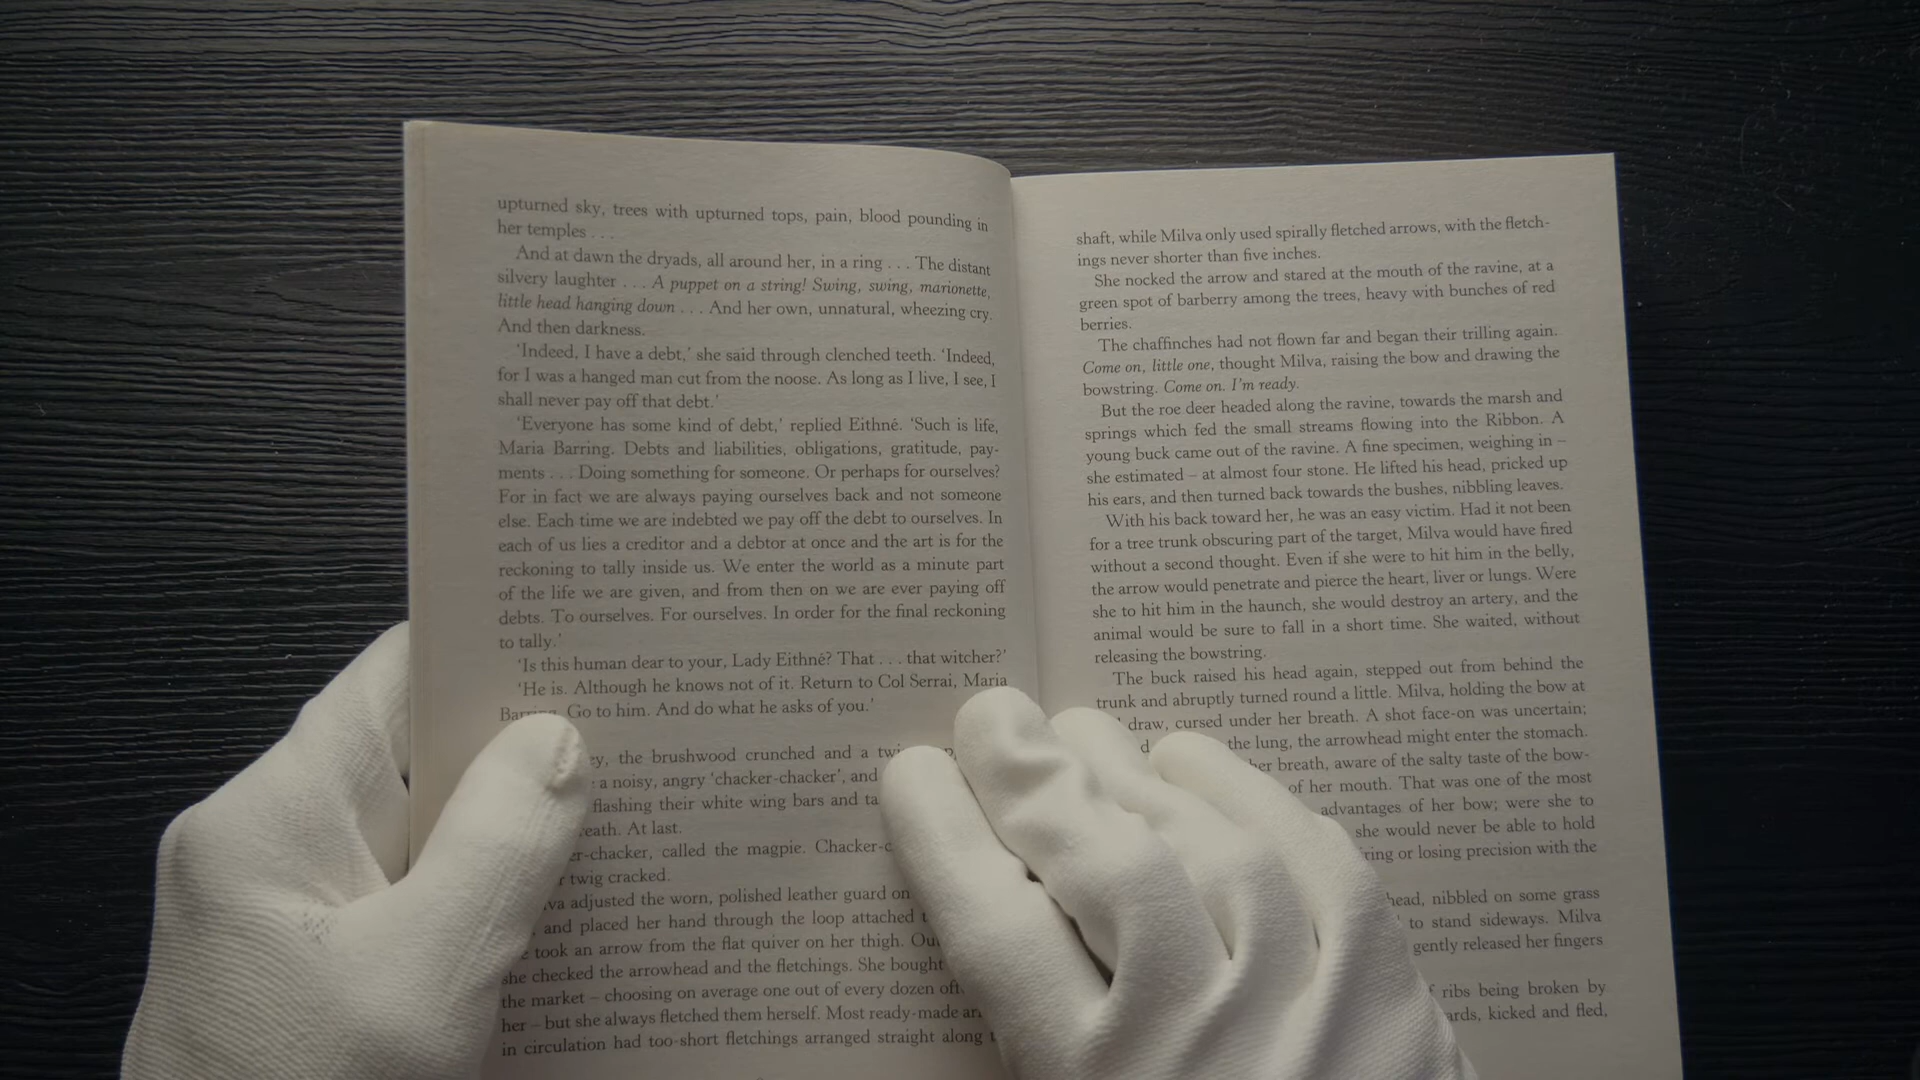 upturned sky, trees with upturned tops, pain, blood pounding in
her temples . . .
And at dawn the dryads, all around her, in a ring . . . The distant
silvery laughter . . . A puppet on a string! Swing, swing, marionette,
little head hanging down . . . And her own, unnatural, wheezing cry.
And then darkness.
‘Indeed, I have a debt,’ she said through clenched teeth. ‘Indeed,
for I was a hanged man cut from the noose. As long as I live, I see, I
shall never pay off that debt.’
‘Everyone has some kind of debt,’ replied Eithné. ‘Such is life,
Maria Barring. Debts and liabilities, obligations, gratitude, pay-
ments . . . Doing something for someone. Or perhaps for ourselves?
For in fact we are always paying ourselves back and not someone
else. Each time we are indebted we pay off the debt to ourselves. In
each of us lies a creditor and a debtor at once and the art is for the
reckoning to tally inside us. We enter the world as a minute part
of the life we are given, and from then on we are ever paying off
debts. To ourselves. For ourselves. In order for the final reckoning
to tally.’
‘Is this human dear to your, Lady Eithné? That . . . that witcher?’
‘He is. Although he knows not of it. Return to Col Serrai, Maria
Go to him. And do what he asks of you.’
the brushwood crunched and a
a noisy, angry ‘chacker-chacker’, and
flashing their white wing bars and
At last.
called the magpie.
twig cracked.
adjusted the worn, polished leather guard on
and placed her hand through the loop attached
took an arrow from the flat quiver on her thigh.
she checked the arrowhead and the fletchings. She bought
the market – choosing on average one out of every dozen
her – but she always fletched them herself. Most ready-made
in circulation had too-short fletchings arranged straight along
shaft, while Milva only used spirally fletched arrows, with the fletch-
ings never shorter than five inches.
She nocked the arrow and stared at the mouth of the ravine, at a
green spot of barberry among the trees, heavy with bunches of red
berries.
The chaffinches had not flown far and began their trilling again.
Come on, little one, thought Milva, raising the bow and drawing the
bowstring. Come on. I’m ready.
But the roe deer headed along the ravine, towards the marsh and
springs which fed the small streams flowing into the Ribbon. A
young buck came out of the ravine. A fine specimen, weighing in –
she estimated – at almost four stone. He lifted his head, pricked up
his ears, and then turned back towards the bushes, nibbling leaves.
With his back toward her, he was an easy victim. Had it not been
for a tree trunk obscuring part of the target, Milva would have fired
without a second thought. Even if she were to hit him in the belly,
the arrow would penetrate and pierce the heart, liver or lungs. Were
she to hit him in the haunch, she would destroy an artery, and the
animal would be sure to fall in a short time. She waited, without
releasing the bowstring.
The buck raised his head again, stepped out from behind the
trunk and abruptly turned round a little. Milva, holding the bow at
draw, cursed under her breath. A shot face-on was uncertain;
the lung, the arrowhead might enter the stomach.
her breath, aware of the salty taste of the bow-
of her mouth. That was one of the most
advantages of her bow; were she to
she would never be able to hold
or losing precision with the
head, nibbled on some grass
to stand sideways. Milva
gently released her fingers
ribs being broken by
kicked and fled,